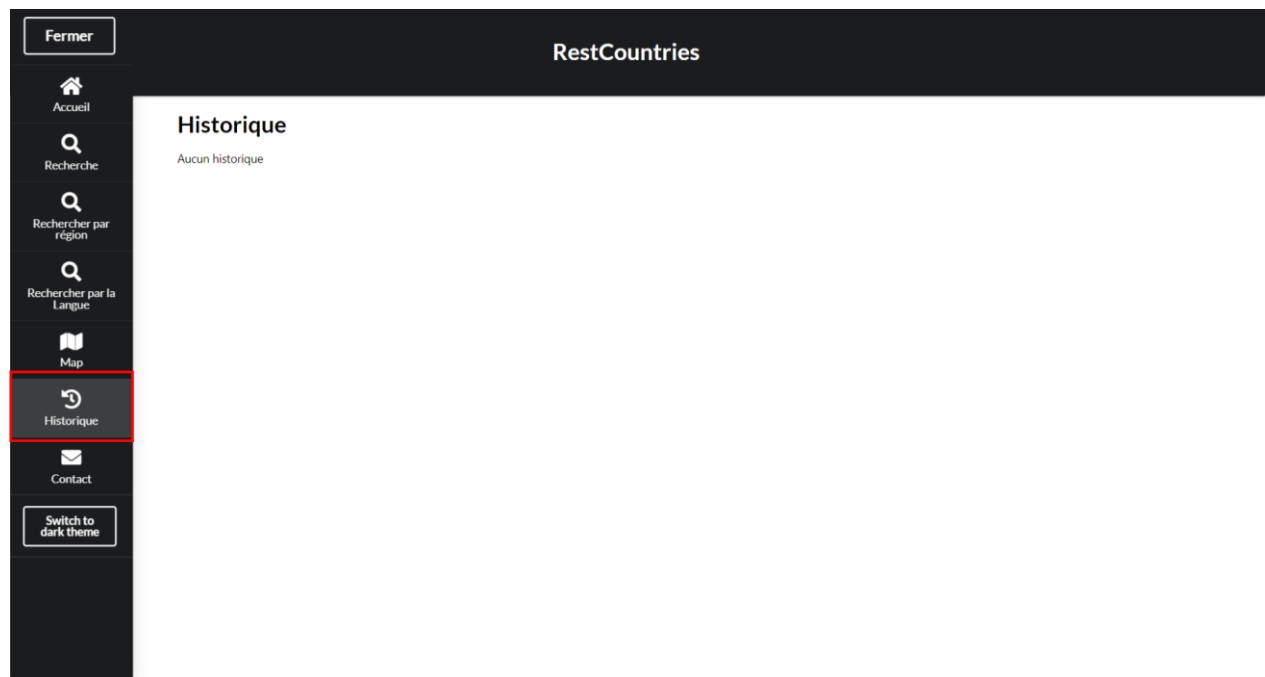 Fermer
RestCountries
Accueil
Historique
Aucun historique
Recherche
Rechercher par
région
Rechercher par la
Langue
Map
Historique
Contact
Switch to
dark theme